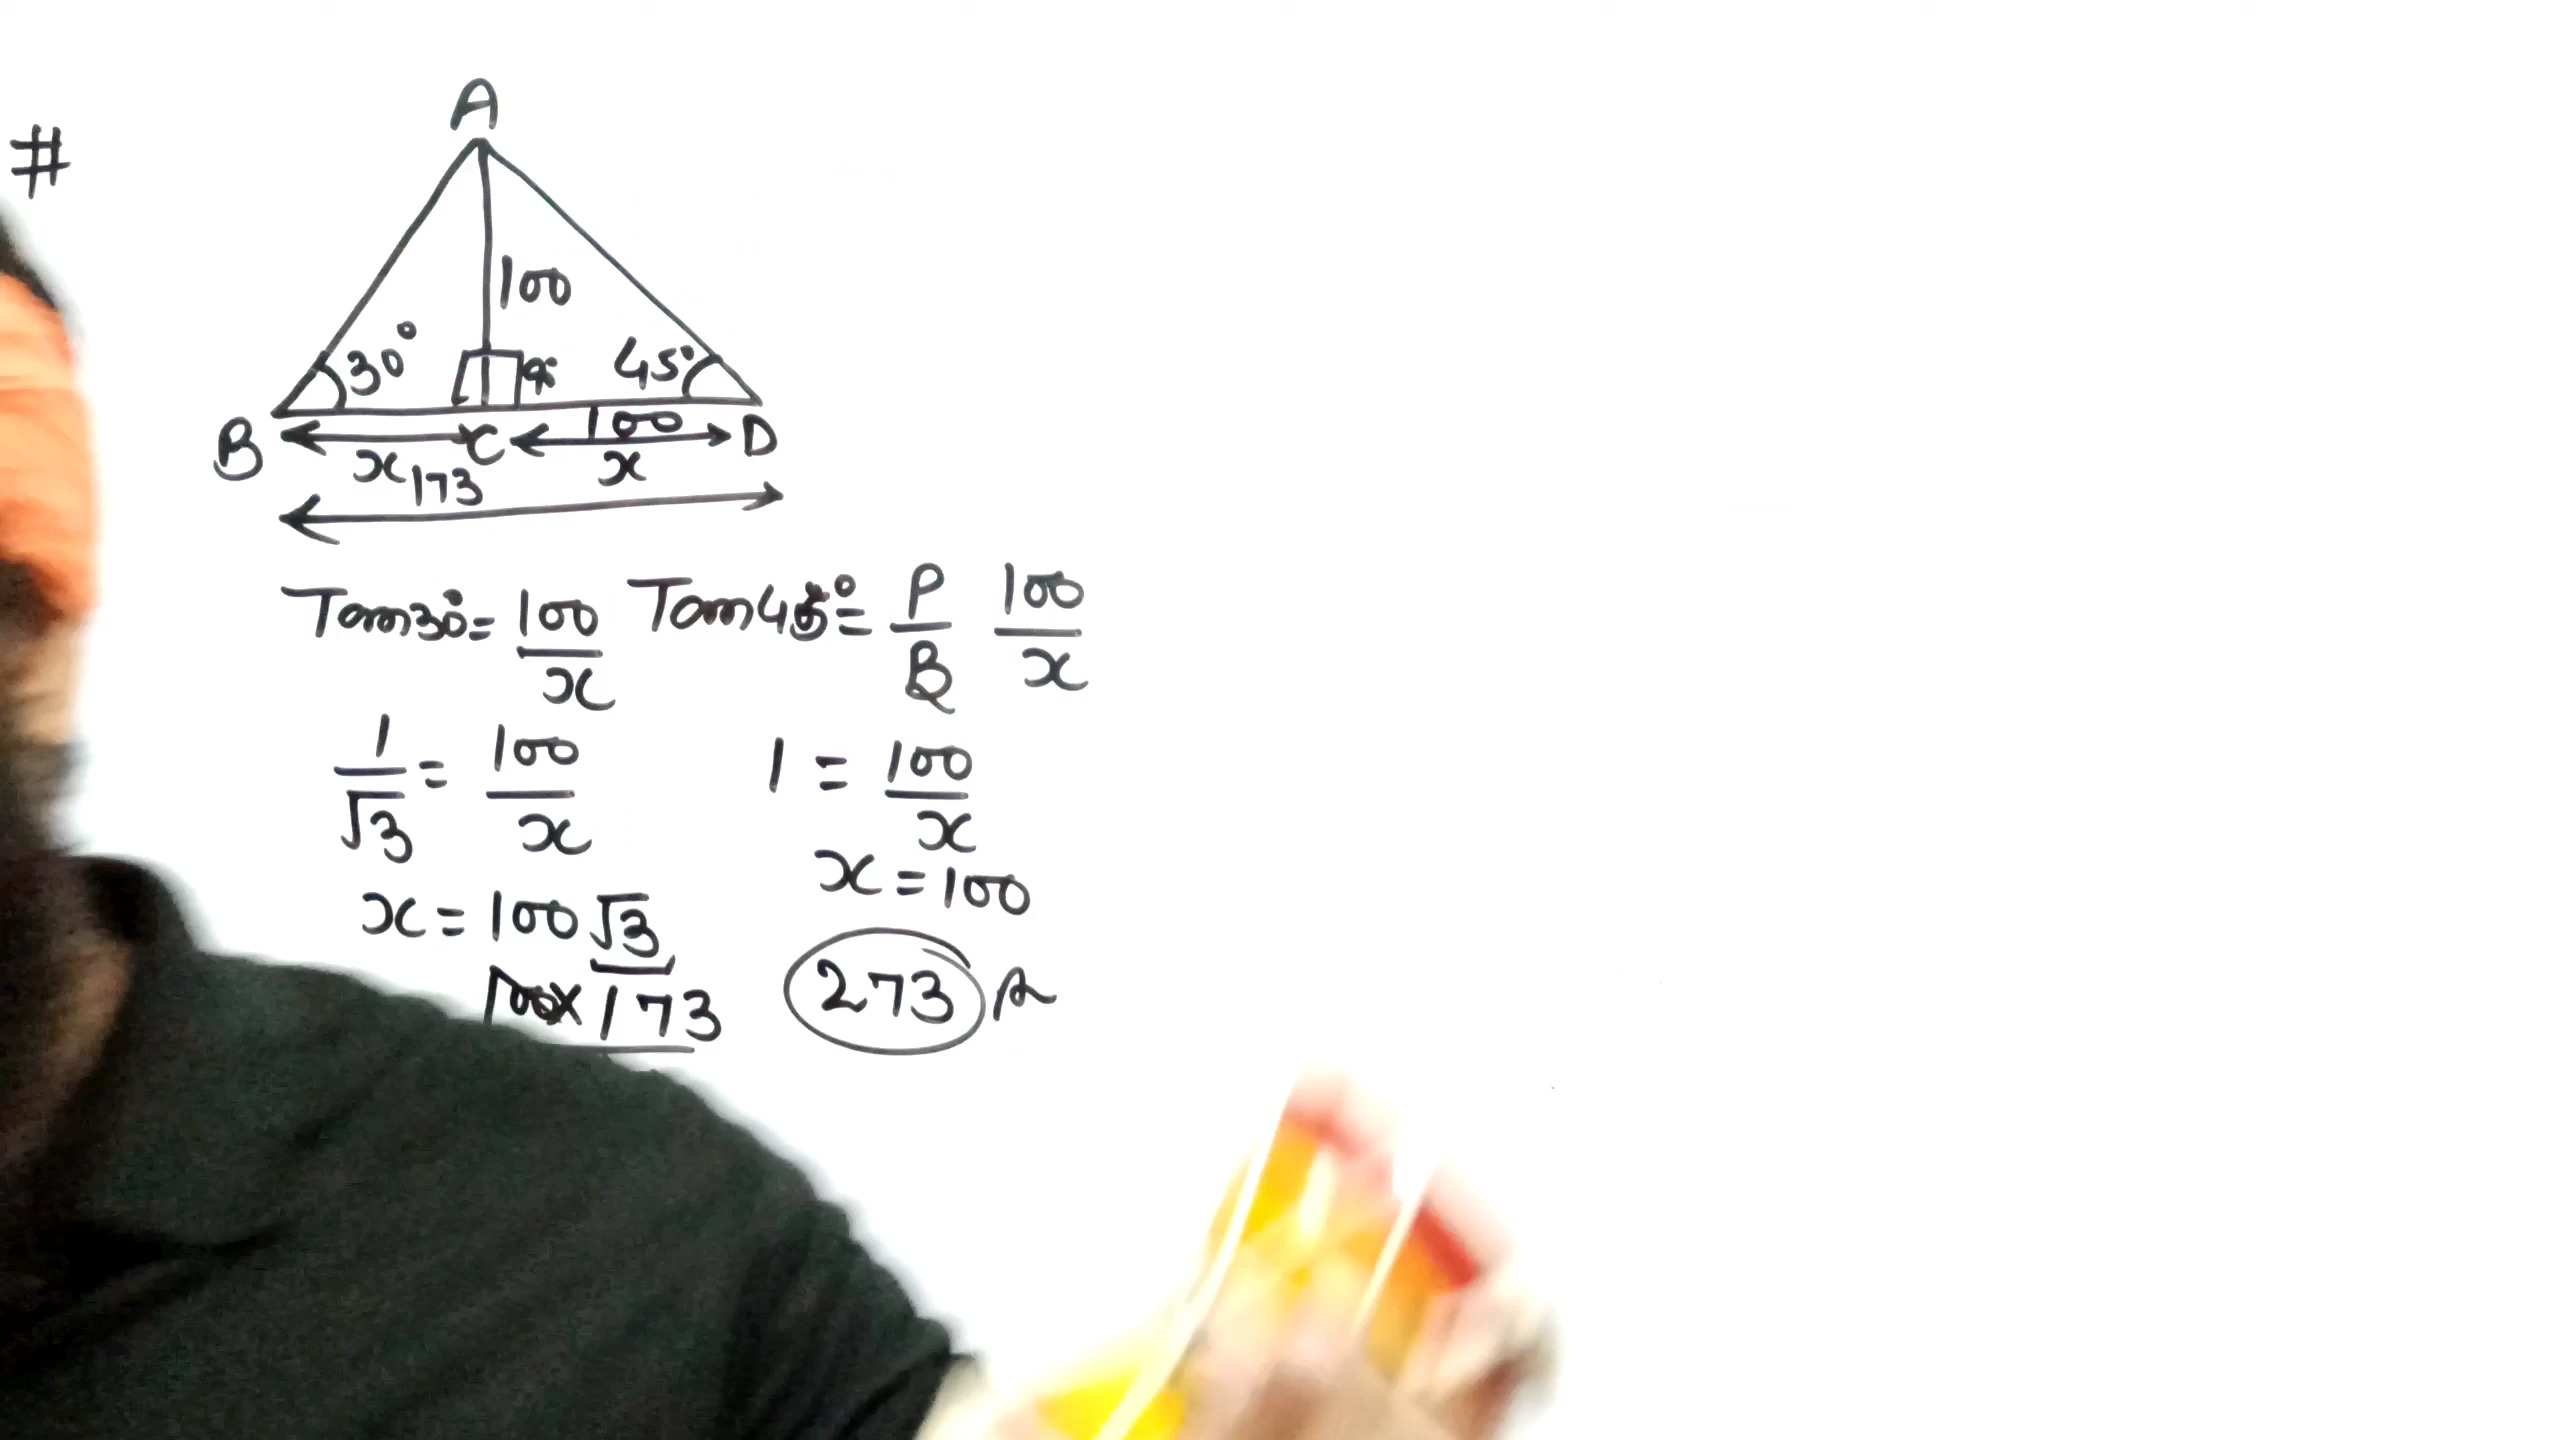 #
A
100
30° 90° 45°
B C 100 D
x 173 x
Tan30° = 100/x Tan45° = P/B 100/x
1/√3 = 100/x 1 = 100/x
x = 100√3 x = 100
100× 173 273 A